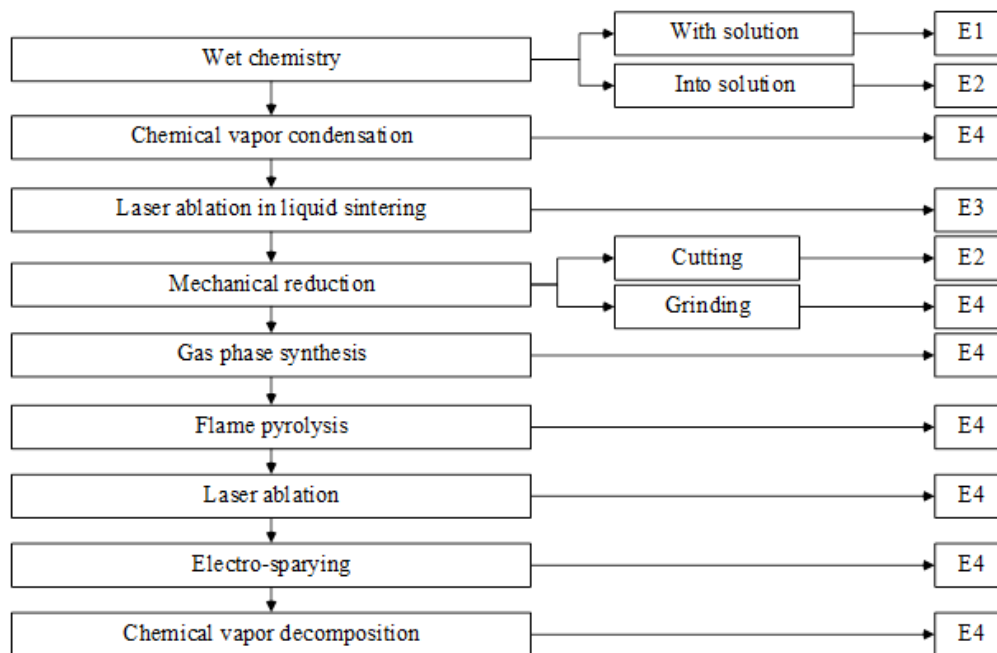 With solution
E1
Wet chemistry
Into solution
E2
Chemical vapor condensation
E4
Laser ablation in liquid sintering
E3
Cutting
E2
Mechanical reduction
Grinding
E4
Gas phase synthesis
E4
Flame pyrolysis
E4
Laser ablation
E4
Electro-sparying
E4
Chemical vapor decomposition
E4